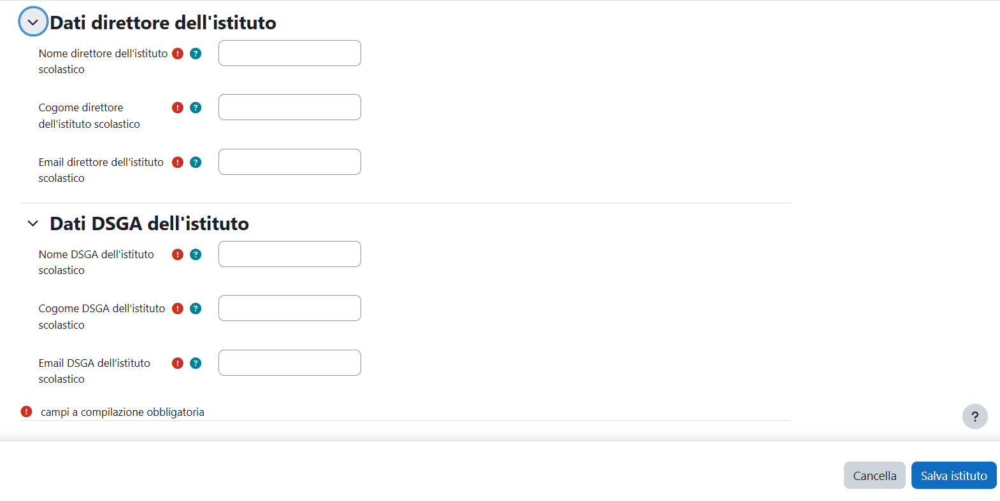 Dati direttore dell'istituto
Nome direttore dell'istituto
scolastico
Cogome direttore
dell'istituto scolastico
Email direttore dell'istituto
scolastico
Dati DSGA dell'istituto
Nome DSGA dell'istituto
scolastico
Cogome DSGA dell'istituto
scolastico
Email DSGA dell'istituto
scolastico
campi a compilazione obbligatoria
?
Cancella
Salva istituto